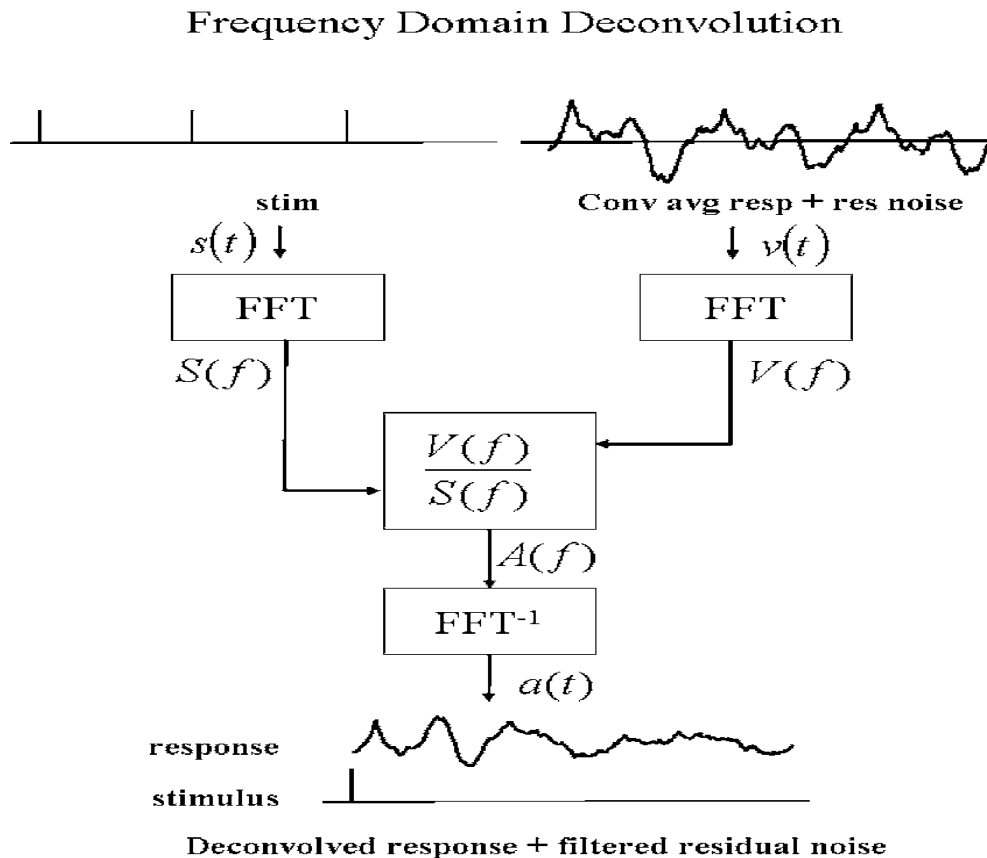 Frequency Domain Deconvolution
stim
Conv avg resp + res noise
s(t)
v(t)
FFT
FFT
S(f)
V(f)
V(f)
S(f)
A(f)
FFT-1
a(t)
response
stimulus
Deconvolved response + filtered residual noise